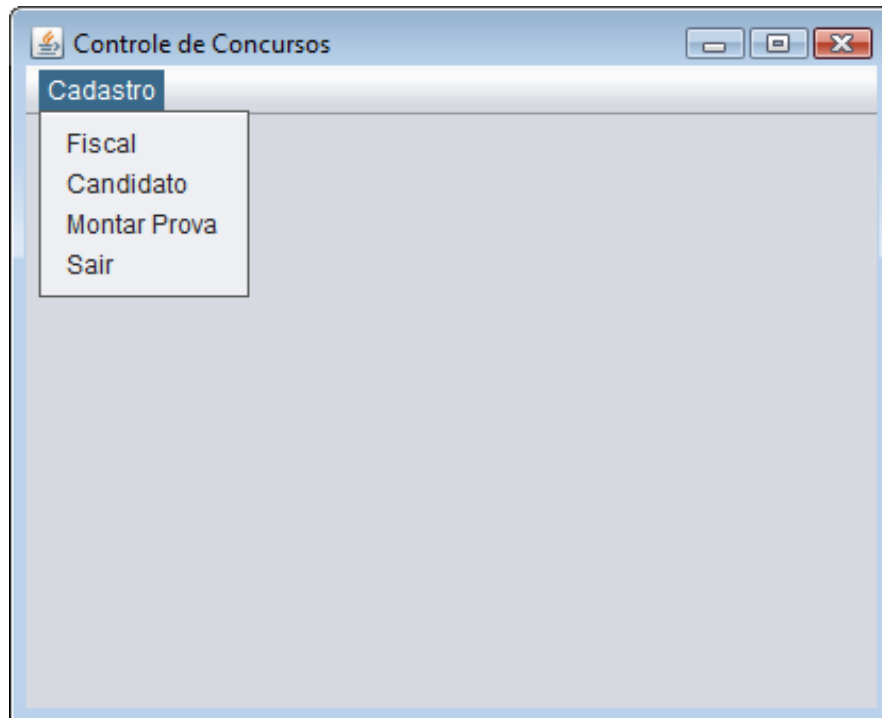 Controle de Concursos
Cadastro
Fiscal
Candidato
Montar Prova
Sair